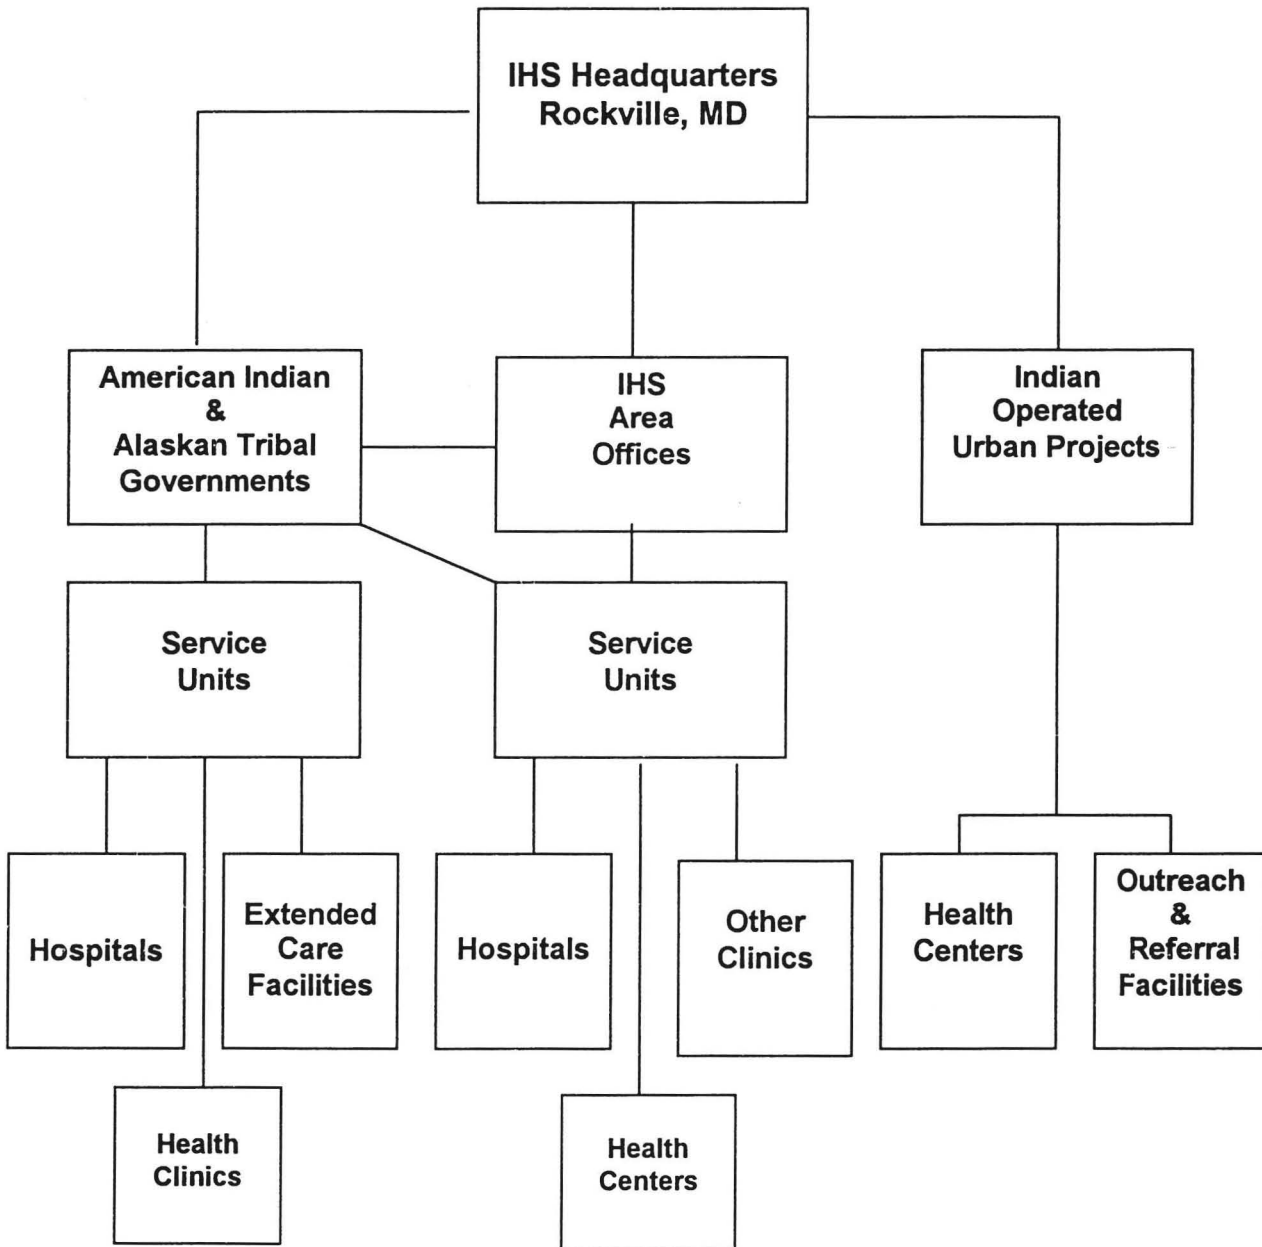 IHS Headquarters
Rockville, MD
American Indian
&
Alaskan Tribal
Governments
IHS
Area
Offices
Indian
Operated
Urban Projects
Service
Units
Service
Units
Hospitals
Extended
Care
Facilities
Hospitals
Other
Clinics
Health
Centers
Outreach
&
Referral
Facilities
Health
Clinics
Health
Centers